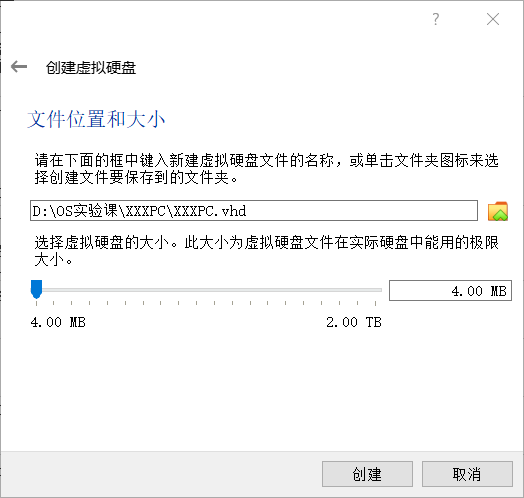 ?
创建虚拟硬盘
文件位置和大小
请在下面的框中键入新建虚拟硬盘文件的名称，或单击文件夹图标来选
择创建文件要保存到的文件夹。
D:\OS实验课\XXXPC\XXXPC.vhd
选择虚拟硬盘的大小。此大小为虚拟硬盘文件在实际硬盘中能用的极限
大小。
4.00 MB
4.00 MB 2.00 TB
创建 取消